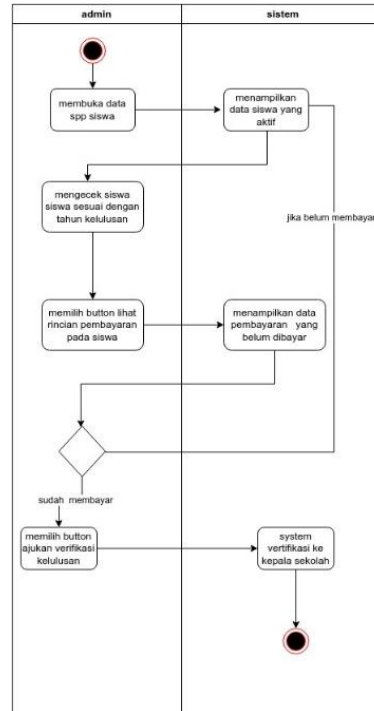 admin
sistem
membuka data
spp siswa
menampilkan
data siswa yang
aktif
mengecek siswa
siswa sesuai dengan
tahun kelulusan
jika belum membayar
memilih button lihat
rincian pembayaran
pada siswa
menampilkan data
pembayaran yang
belum dibayar
sudah membayar
memilih button
ajukan verifikasi
kelulusan
system
vertifikasi ke
kepala sekolah